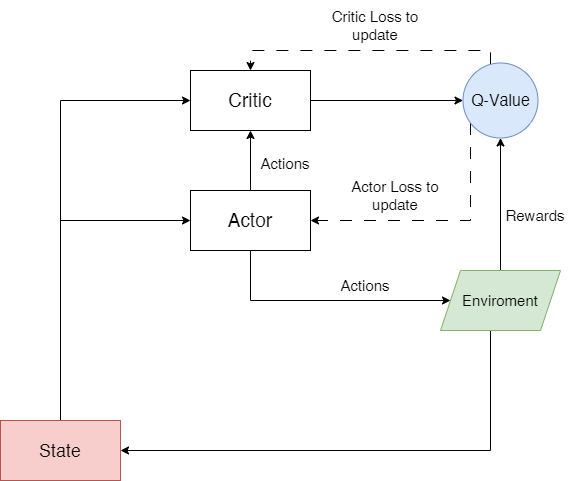 Critic Loss to
update
Critic
Q-Value
Actions
Actor Loss to
update
Actor
Rewards
Actions
Enviroment
State